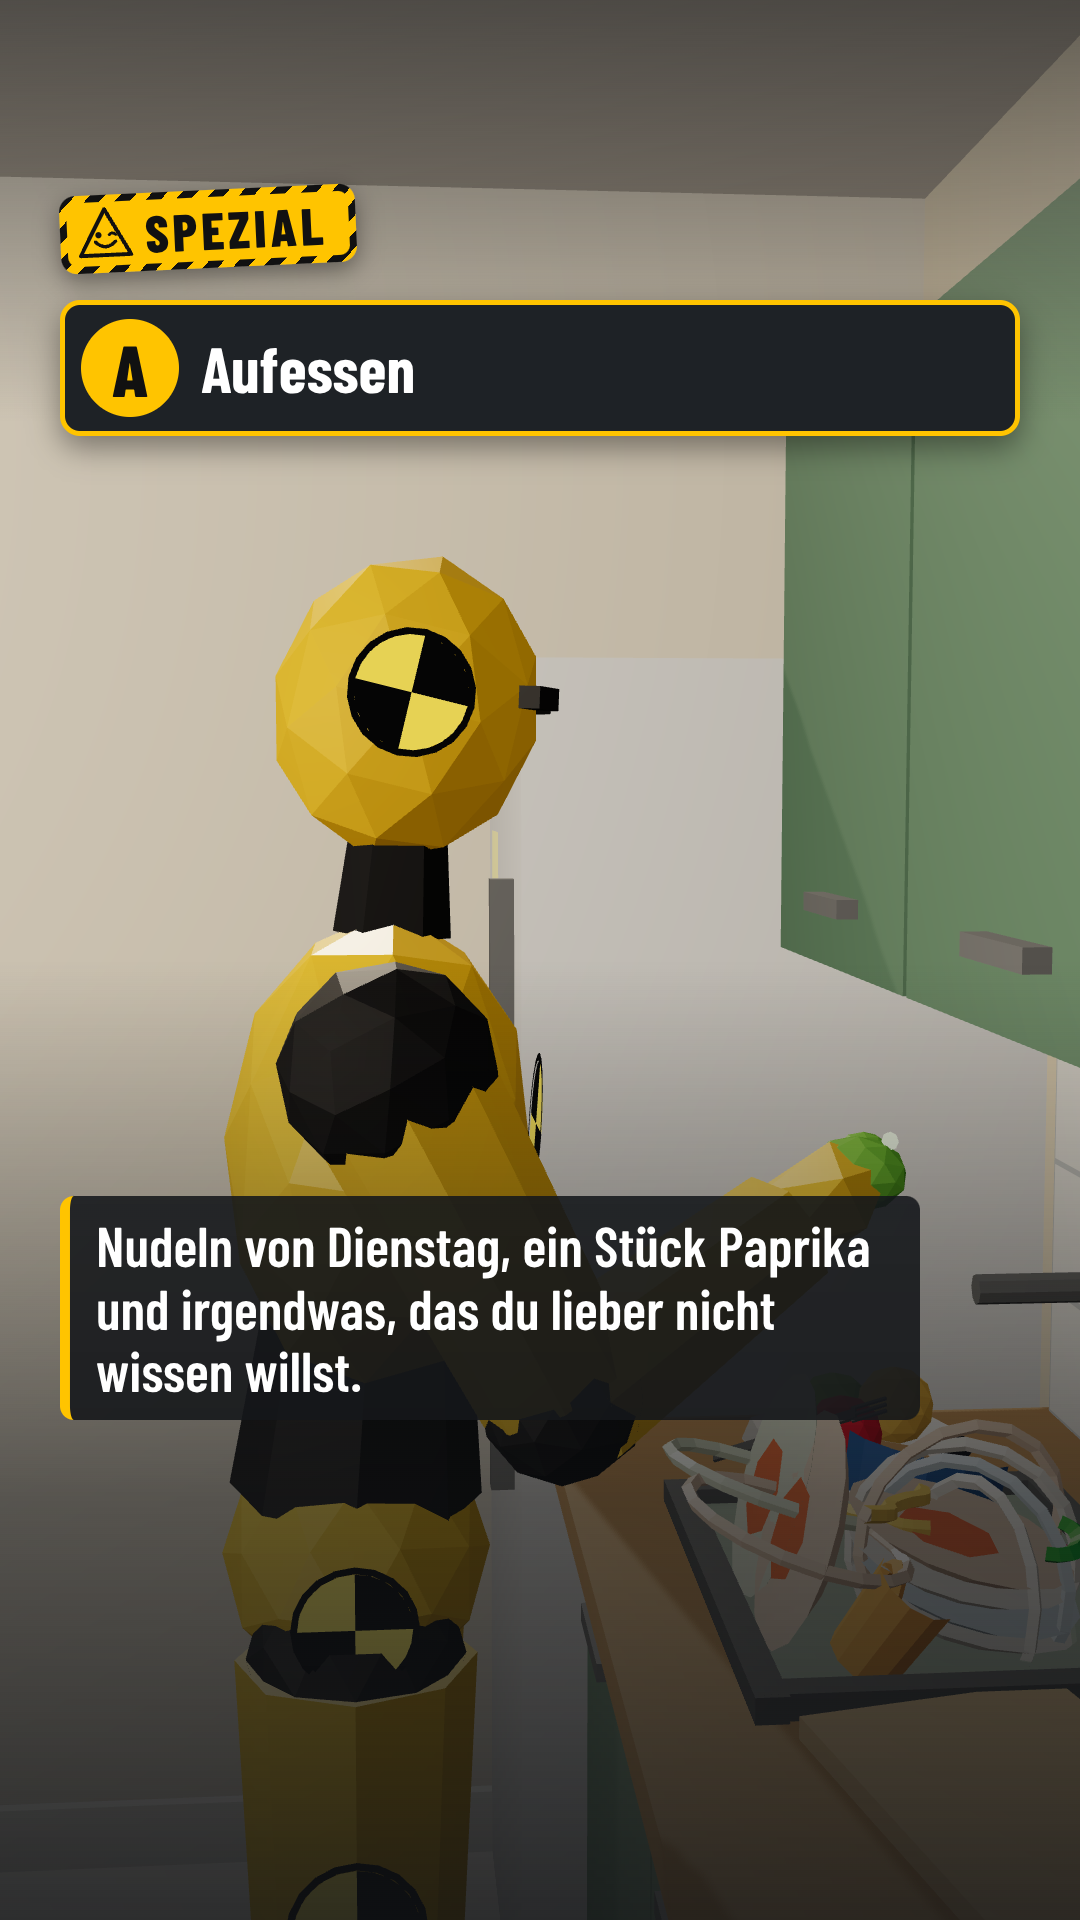 SPEZIAL
A Aufessen
Nudeln von Dienstag, ein Stück Paprika
und irgendwas, das du lieber nicht
wissen willst.